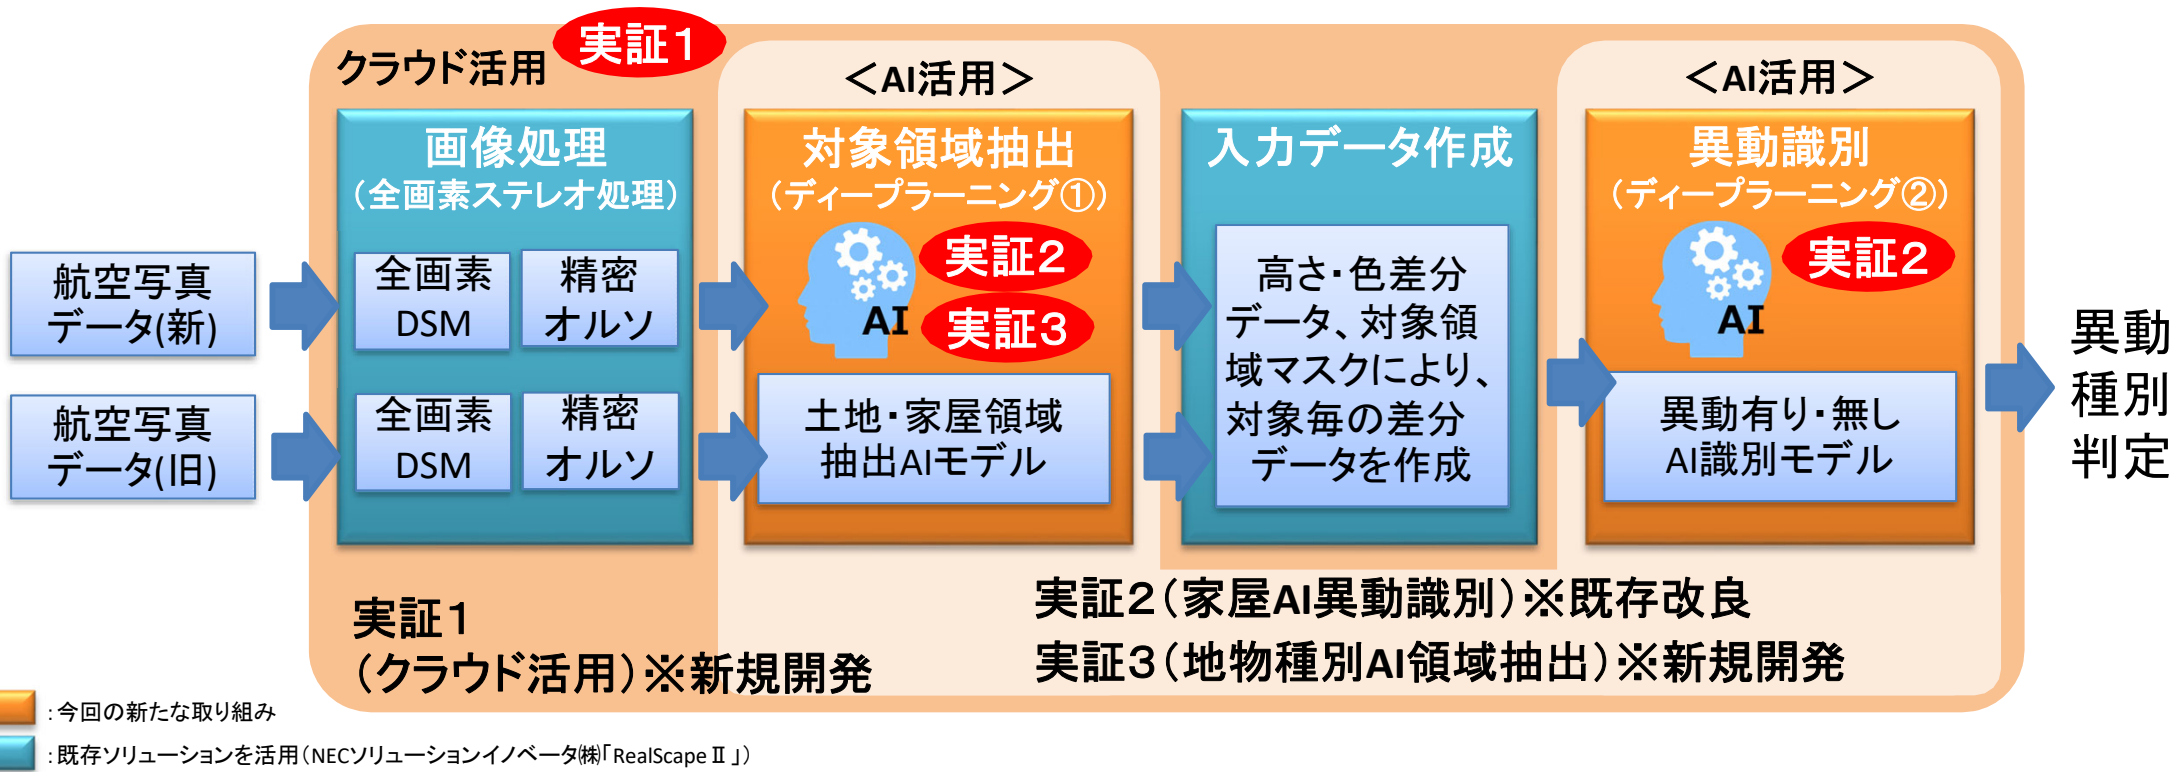 クラウド活用
実証1
＜AI活用＞
＜AI活用＞
航空写真
データ(新)
航空写真
データ(旧)
画像処理
（全画素ステレオ処理）
全画素
DSM
精密
オルソ
全画素
DSM
精密
オルソ
対象領域抽出
（ディープラーニング①）
AI
実証2
実証3
土地・家屋領域
抽出AIモデル
入力データ作成
高さ・色差分
データ、対象領
域マスクにより、
対象毎の差分
データを作成
異動識別
（ディープラーニング②）
AI
実証2
異動有り・無し
AI識別モデル
異動
種別
判定
実証1
（クラウド活用）※新規開発
実証2（家屋AI異動識別）※既存改良
実証3（地物種別AI領域抽出）※新規開発
：今回の新たな取り組み
：既存ソリューションを活用（NECソリューションイノベータ㈱「RealScapeⅡ」）